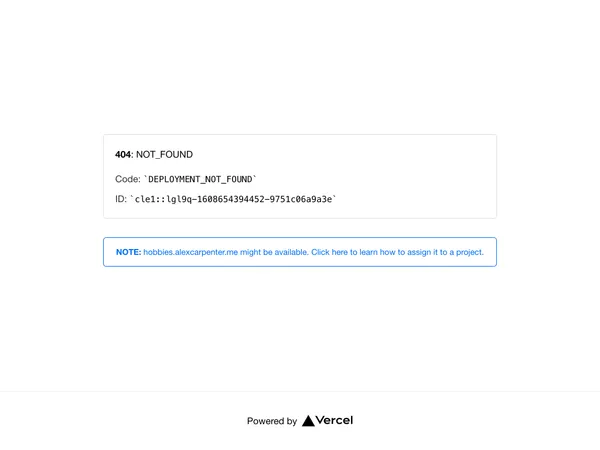 404: NOT_FOUND
Code: `DEPLOYMENT_NOT_FOUND`
ID: `cle1::lgl9q-1608654394452-9751c06a9a3e`
NOTE: hobbies.alexcarpenter.me might be available. Click here to learn how to assign it to a project.
Powered by Vercel